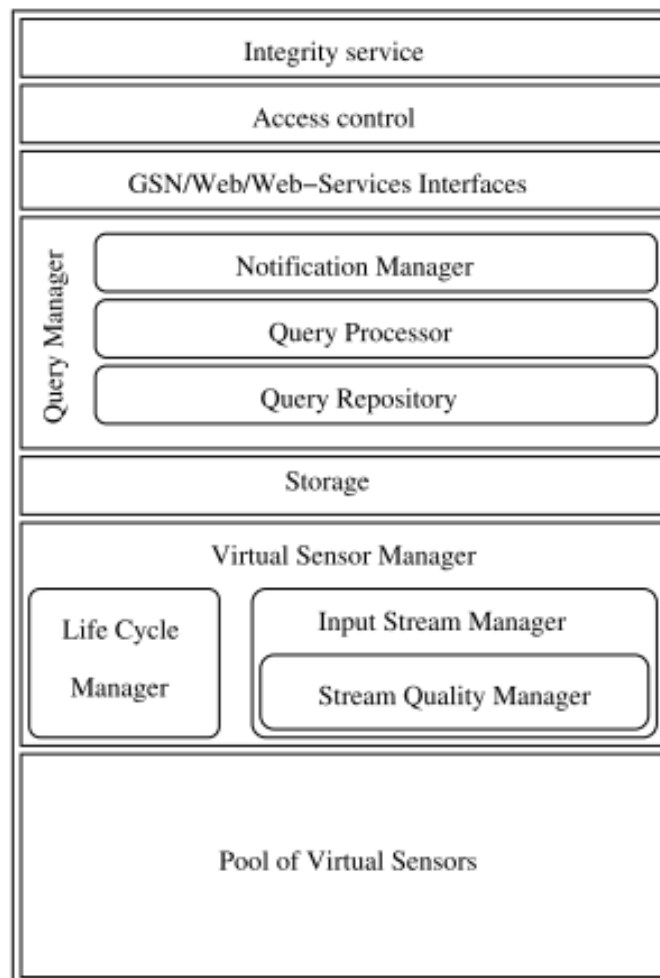 Integrity service
Access control
GSN/Web/Web−Services Interfaces
Query Manager
Notification Manager
Query Processor
Query Repository
Storage
Virtual Sensor Manager
Life Cycle
Manager
Input Stream Manager
Stream Quality Manager
Pool of Virtual Sensors